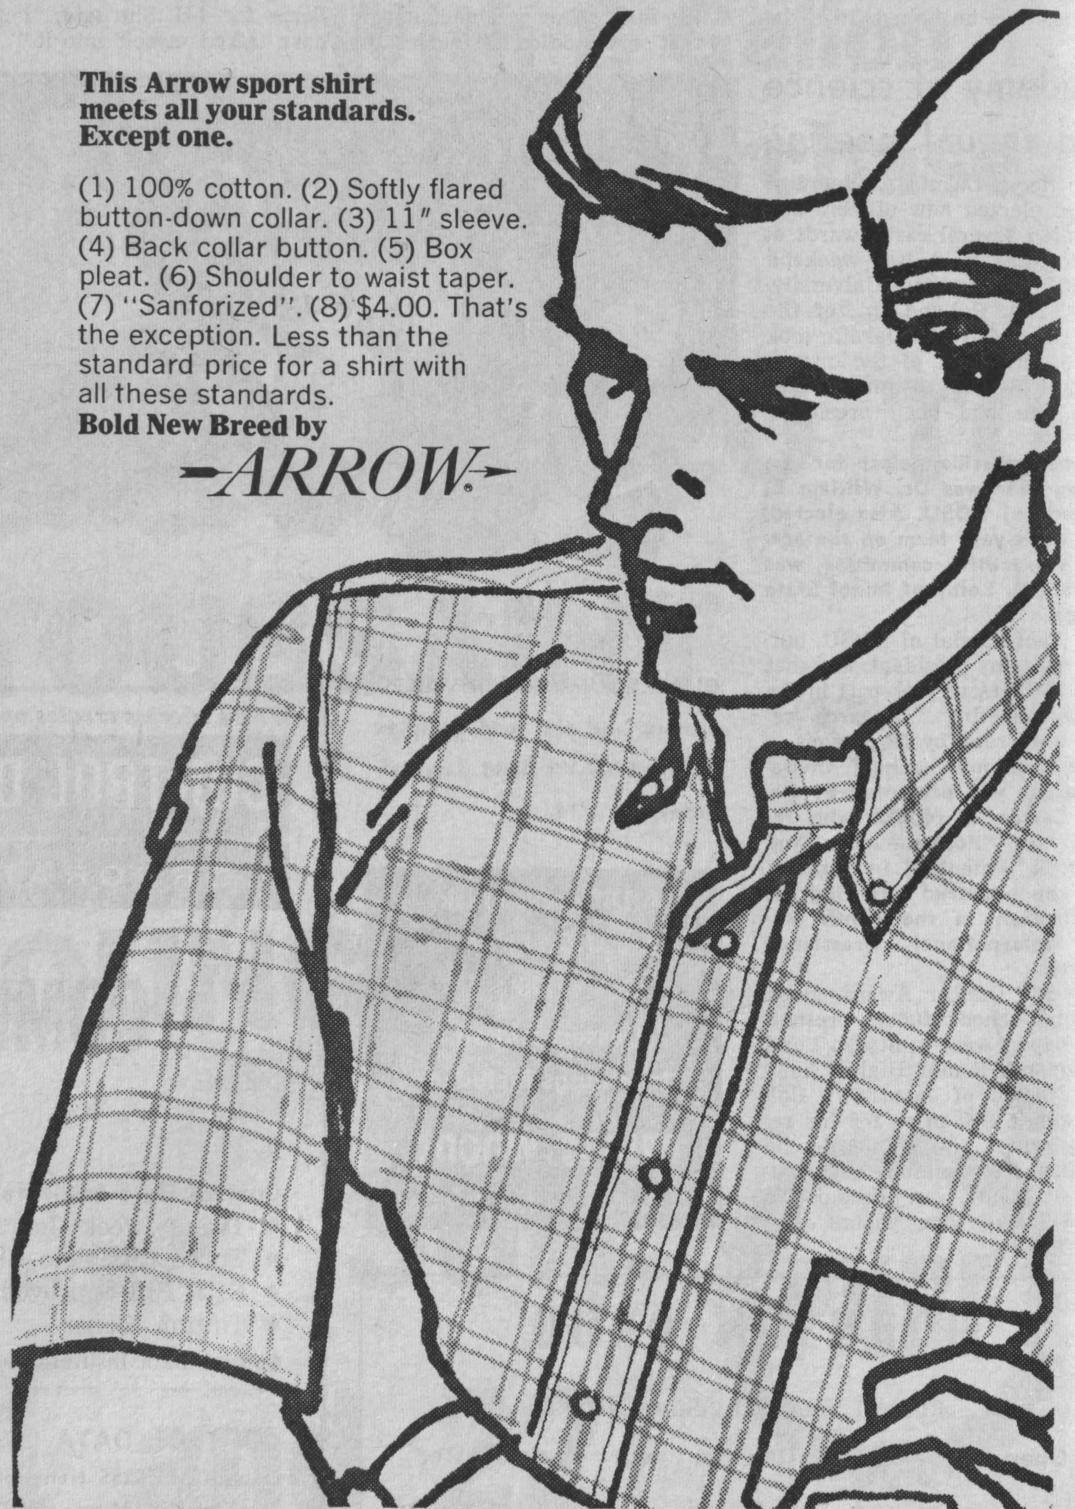 This Arrow sport shirt
meets all your standards.
Except one.
(1) 100% cotton. (2) Softly flared
button-down collar. (3) 11" sleeve.
(4) Back collar button. (5) Box
pleat. (6) Shoulder to waist taper.
(7) "Sanforized". (8) $4.00. That's
the exception. Less than the
standard price for a shirt with
all these standards.
Bold New Breed by
ARROW®